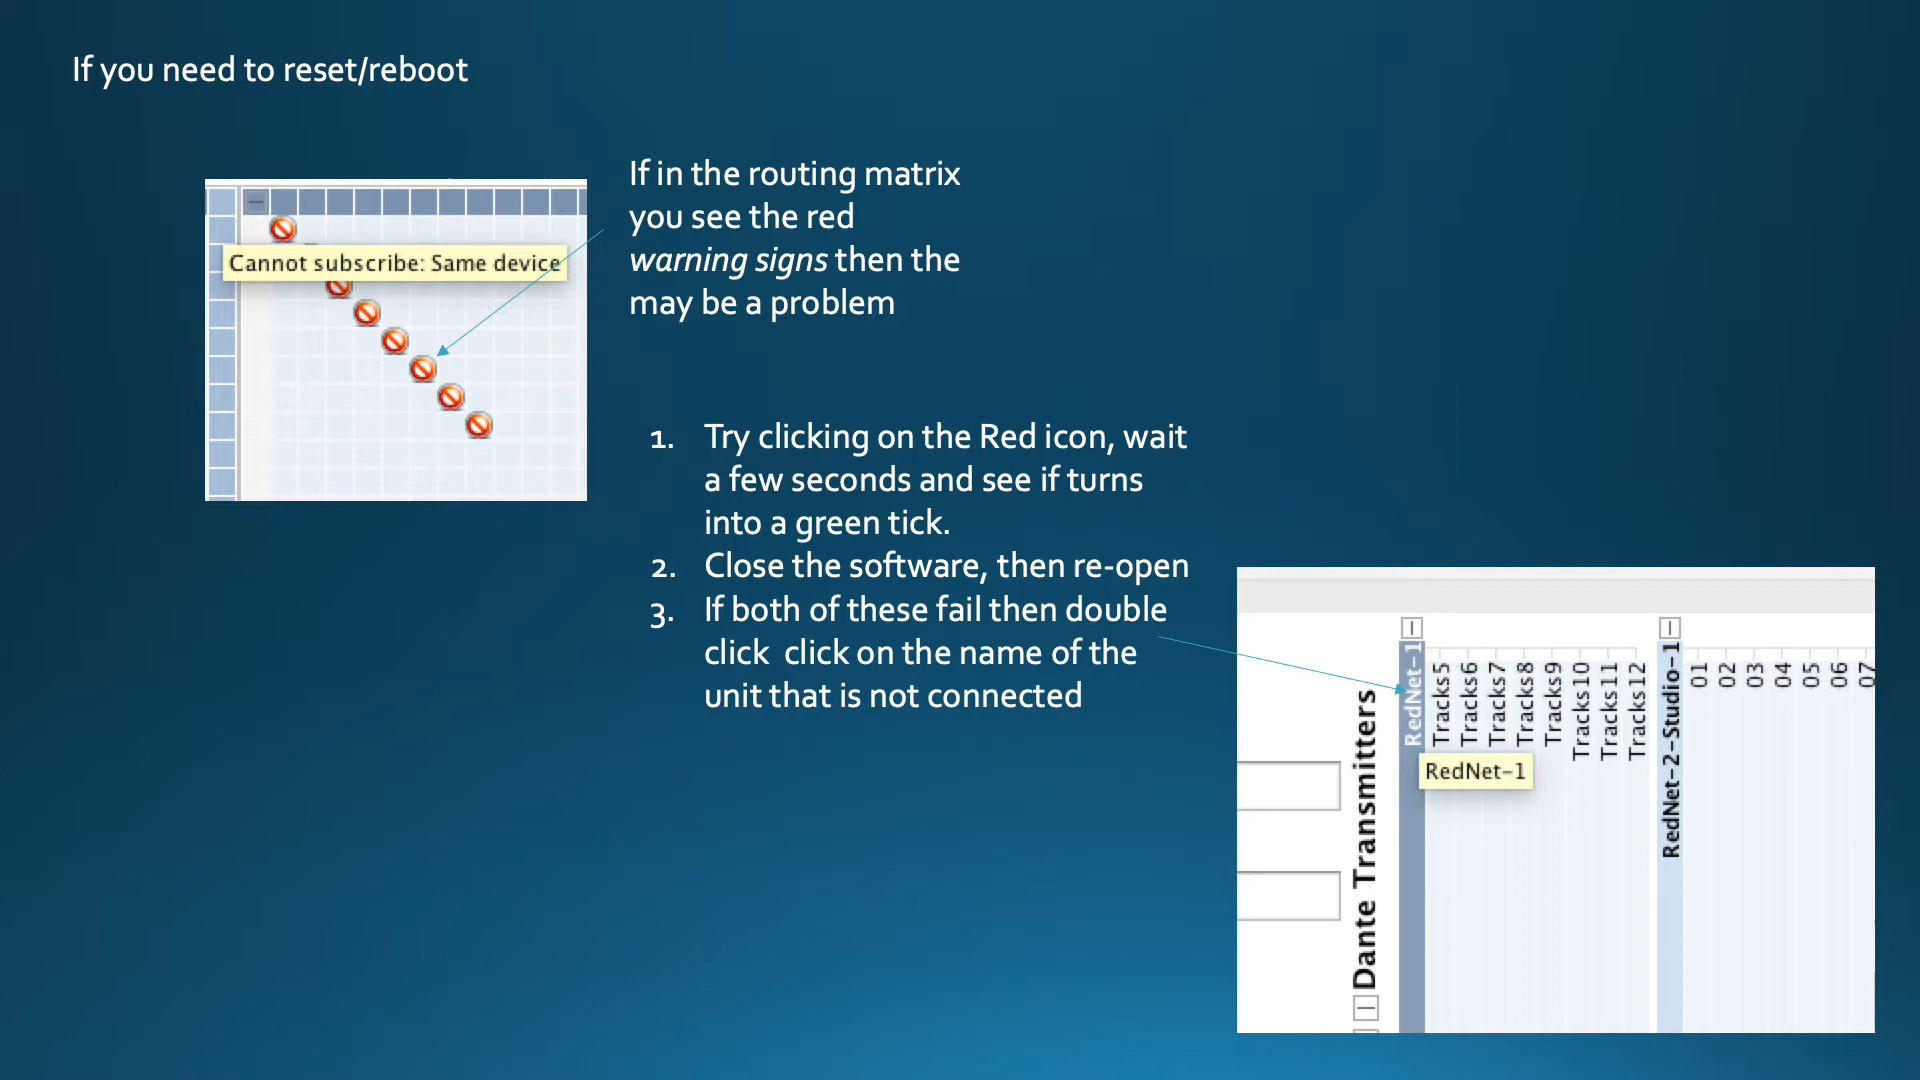 If you need to reset/reboot
Cannot subscribe: Same device
If in the routing matrix
you see the red
warning signs then the
may be a problem
1. Try clicking on the Red icon, wait
a few seconds and see if turns
into a green tick.
2. Close the software, then re-open
3. If both of these fail then double
click  click on the name of the
unit that is not connected
Dante Transmitters
RedNet-1
Tracks5
Tracks6
Tracks7
Tracks8
Tracks9
Tracks10
Tracks11
Tracks12
RedNet-1
RedNet-2-Studio-1
01
02
03
04
05
06
07